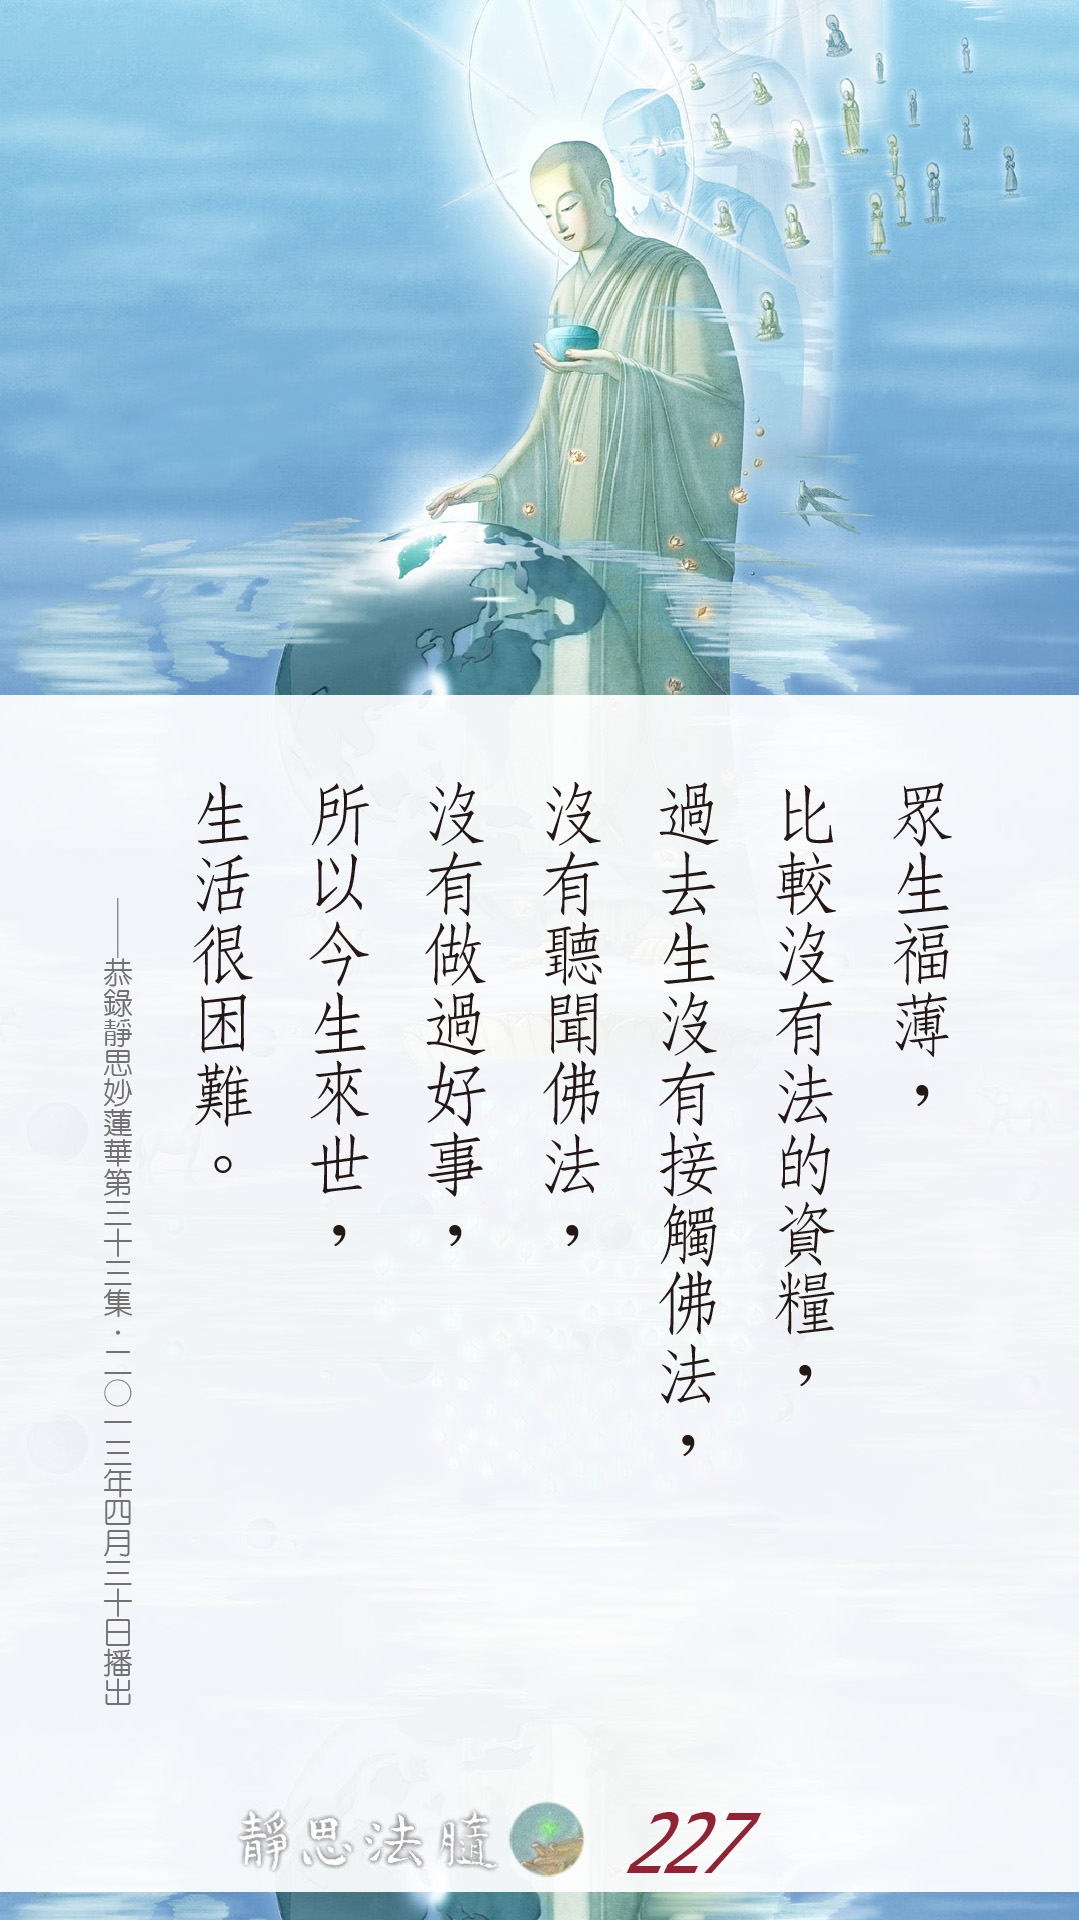 眾生福薄，
比較沒有法的資糧，
過去生沒有接觸佛法，
沒有聽聞佛法，
沒有做過好事，
所以今生來世，
生活很困難。
——恭錄靜思妙蓮華第三十三集．二〇一三年四月三十日播出
靜思法髓
227